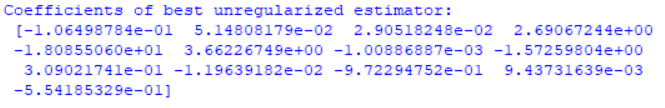 Coefficients of best unregularized estimator:
[-1.06498784e-01 5.14808179e-02 2.90518248e-02 2.69067244e+00
-1.80855060e+01 3.66226749e+00 -1.00886887e-03 -1.57259804e+00
3.09021741e-01 -1.19639182e-02 -9.72294752e-01 9.43731639e-03
-5.54185329e-01]